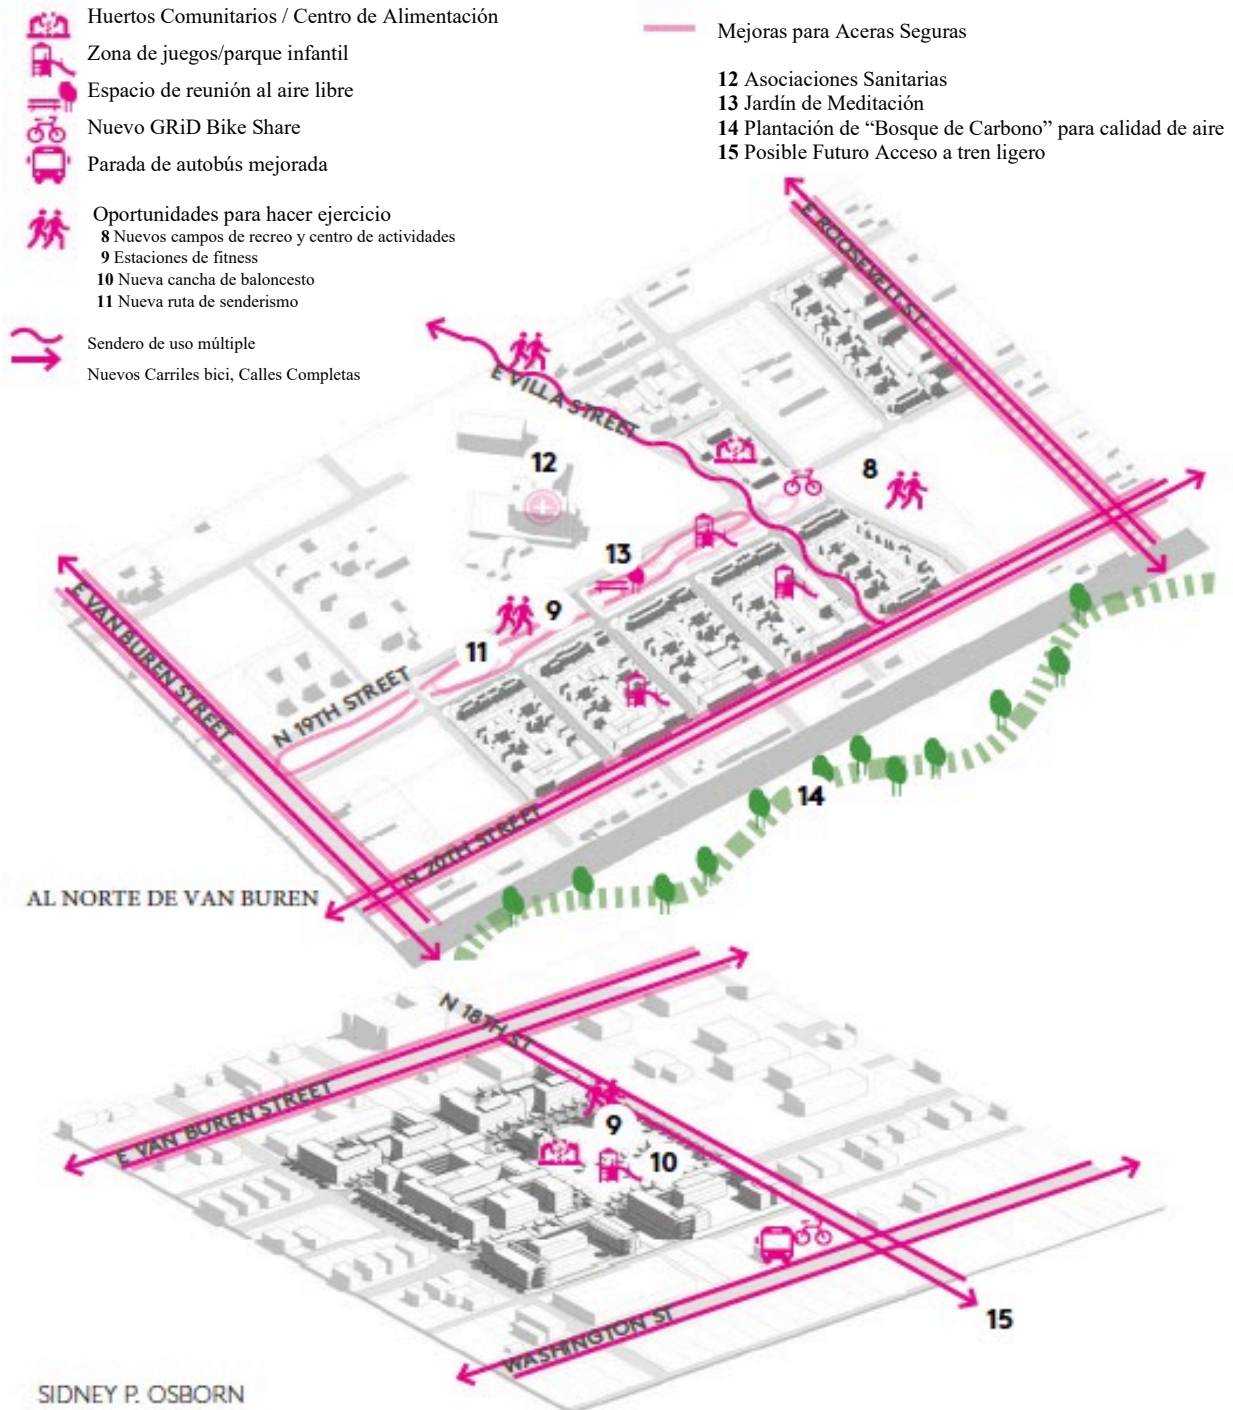 Huertos Comunitarios / Centro de Alimentación
Zona de juegos/parque infantil
Espacio de reunión al aire libre
Nuevo GRiD Bike Share
Parada de autobús mejorada
Oportunidades para hacer ejercicio
8 Nuevos campos de recreo y centro de actividades
9 Estaciones de fitness
10 Nueva cancha de baloncesto
11 Nueva ruta de senderismo
Sendero de uso múltiple
Nuevos Carriles bici, Calles Completas
Mejoras para Aceras Seguras
12 Asociaciones Sanitarias
13 Jardín de Meditación
14 Plantación de “Bosque de Carbono” para calidad de aire
15 Posible Futuro Acceso a tren ligero
E ROOSEVELT ST
E VILLA STREET
12
8
13
9
11
E VAN BUREN STREET
N 19TH STREET
14
N 20TH STREET
AL NORTE DE VAN BUREN
N 18TH ST
E VAN BUREN STREET
9
10
15
WASHINGTON ST
SIDNEY P. OSBORN